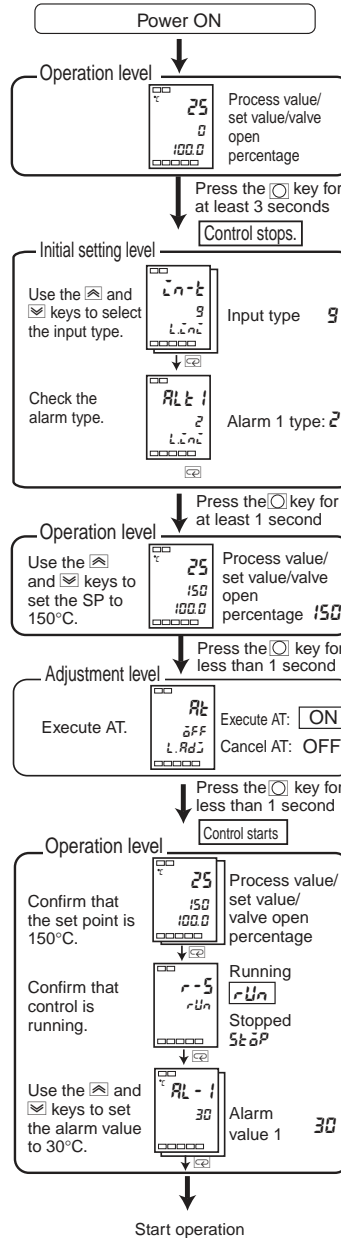 Power ON
Operation level
℃
25
0
100.0
Process value/
set value/valve
open
percentage
Press the key for
at least 3 seconds
Control stops.
Initial setting level
Use the and
keys to select
the input type.
in-t
9
L.ini
Input type 9
Check the
alarm type.
ALt1
2
L.ini
Alarm 1 type: 2
Press the key for
at least 1 second
Operation level
Use the
and keys to
set the SP to
150°C.
℃
25
150
100.0
Process value/
set value/valve
open
percentage 150
Press the key for
less than 1 second
Adjustment level
Execute AT.
At
oFF
L.AdJ
Execute AT: ON
Cancel AT: OFF
Press the key for
less than 1 second
Control starts
Operation level
Confirm that
the set point is
150°C.
℃
25
150
100.0
Process value/
set value/
valve open
percentage
Confirm that
control is
running.
r-S
rUn
Running
rUn
Stopped
StoP
Use the and
keys to set
the alarm value
to 30°C.
℃
AL-1
30
Alarm
value 1 30
Start operation